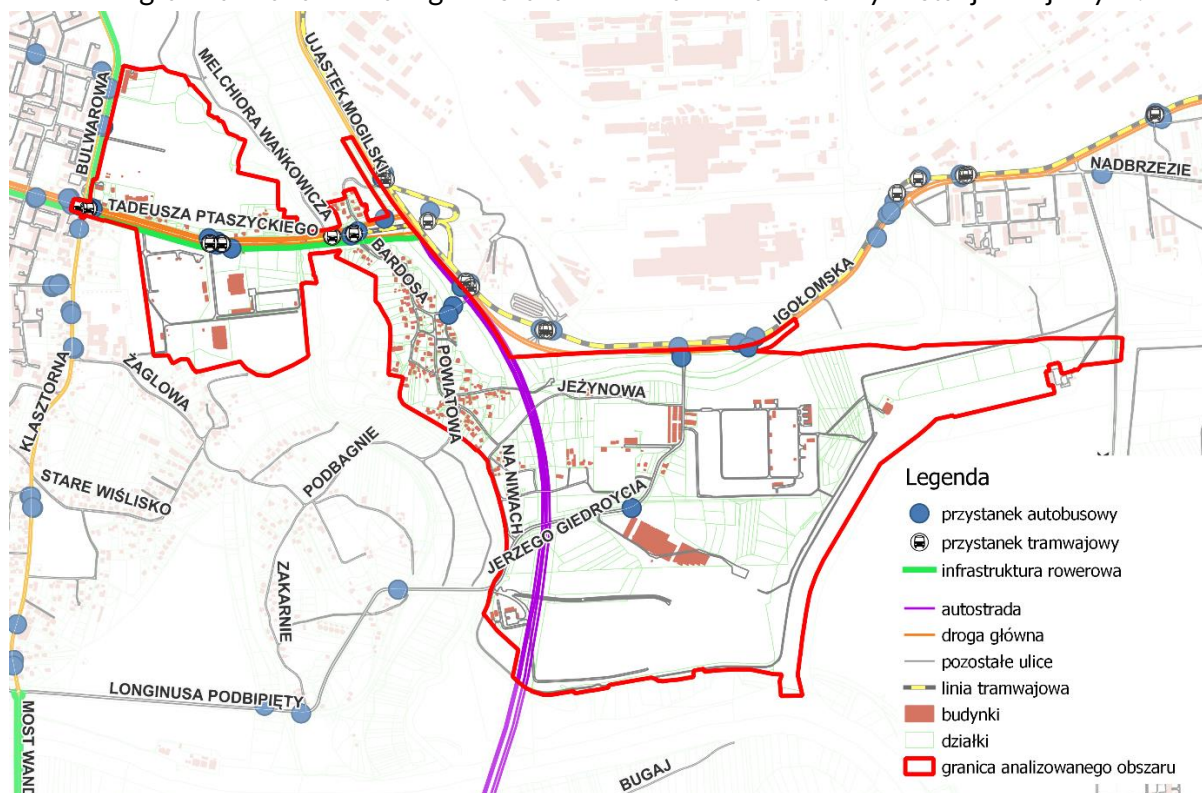 UJASTEK MOGILSKI
MELCHIORA WAŃKOWICZA
BULWAROWA
NADBRZEZIE
TADEUSZA PTASZYCKIEGO
BARDOSA
IGOŁOMSKA
KLASZTORNA
ŻAGLOWA
POWIATOWA
JEŻYNOWA
PODBAGNIE
STARE WIŚLISKO
NA NIWACH
JERZEGO GIEDROYCIA
ZAKARNIE
LONGINUSA PODBIPIĘTY
MOST WAND
BUGAJ
Legenda
przystanek autobusowy
przystanek tramwajowy
infrastruktura rowerowa
autostrada
droga główna
pozostałe ulice
linia tramwajowa
budynki
działki
granica analizowanego obszaru